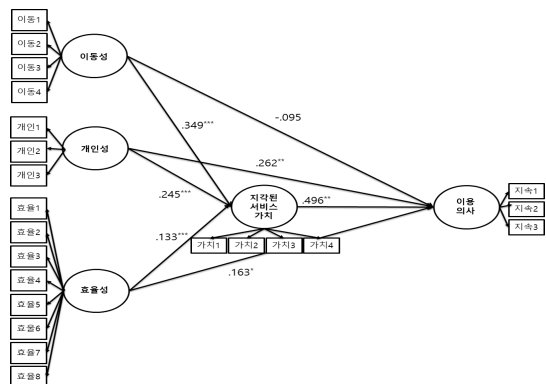 이동1
이동2
이동3
이동4
이동성
-.095
.349***
개인1
개인2
개인3
개인성
.262**
.245***
지각된
서비스
가치
.496**
이용
의사
지속1
지속2
지속3
가치1
가치2
가치3
가치4
.133***
.163*
효율1
효율2
효율3
효율4
효율5
효율6
효율7
효율8
효율성